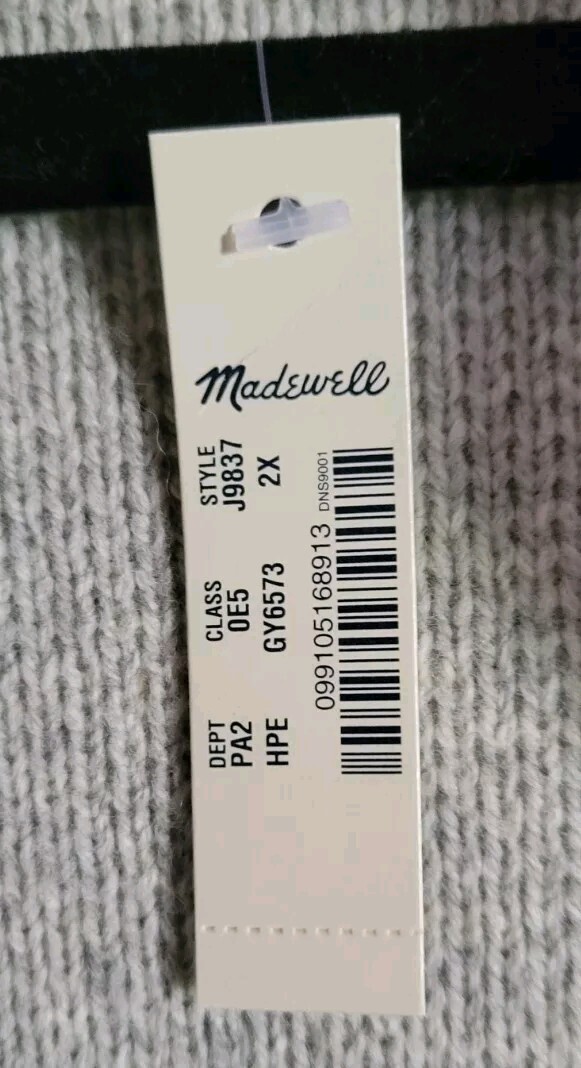 Madewell
DEPT CLASS STYLE
PA2 0E5 J9837
HPE GY6573 2X
099105168913 DNS9001